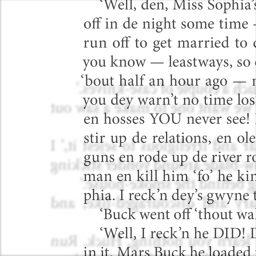 'Well, den, Miss Sophia's
off in de night some time
run off to get married to
you know — leastways, so
'bout half an hour ago —
you dey warn't no time los
en hosses YOU never see!
stir up de relations, en ole
guns en rode up de river ro
man en kill him 'fo' he kin
phia. I reck'n dey's gwyne t
'Buck went off 'thout wa
'Well, I reck'n he DID!
in it. Mars Buck he loaded